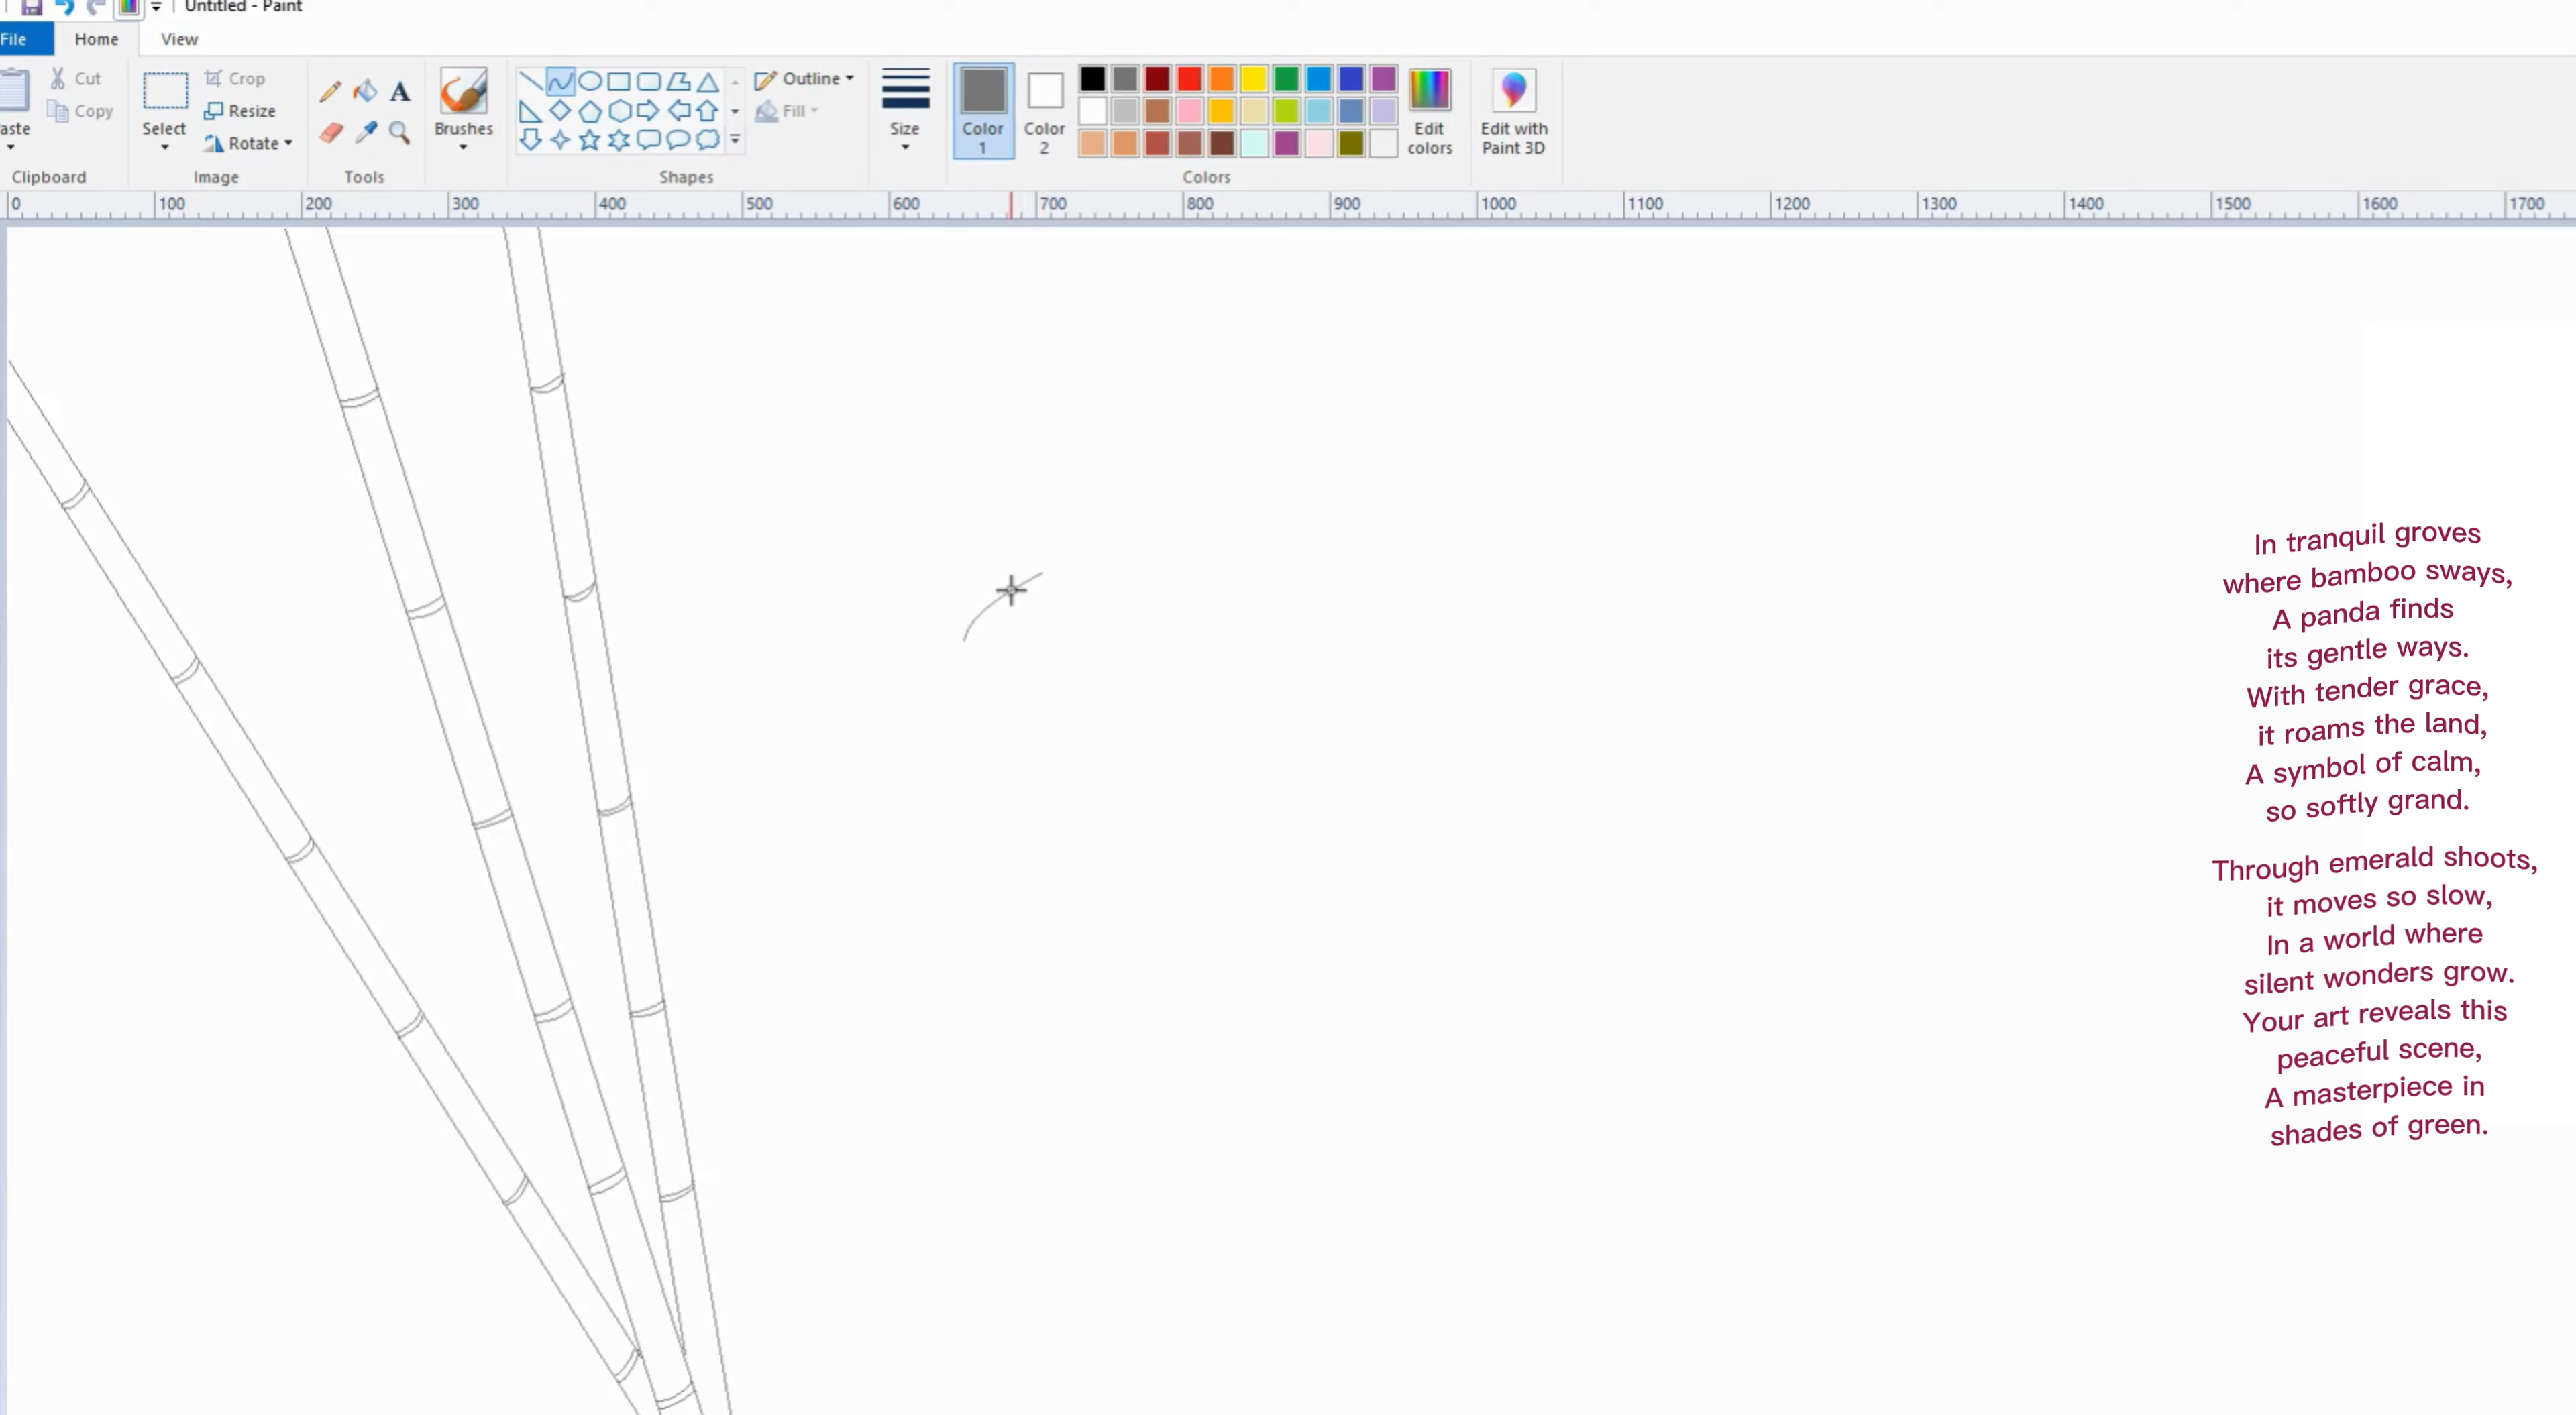 Untitled - Paint
File Home View
Cut
Copy
aste
Clipboard
Select
Crop
Resize
Rotate
Image
A
Tools
Brushes
Outline
Fill
Shapes
Size
Color
1
Color
2
Colors
Edit
colors
Edit with
Paint 3D
0 100 200 300 400 500 600 700 800 900 1000 1100 1200 1300 1400 1500 1600 1700
In tranquil groves
where bamboo sways,
A panda finds
its gentle ways.
With tender grace,
it roams the land,
A symbol of calm,
so softly grand.
Through emerald shoots,
it moves so slow,
In a world where
silent wonders grow.
Your art reveals this
peaceful scene,
A masterpiece in
shades of green.